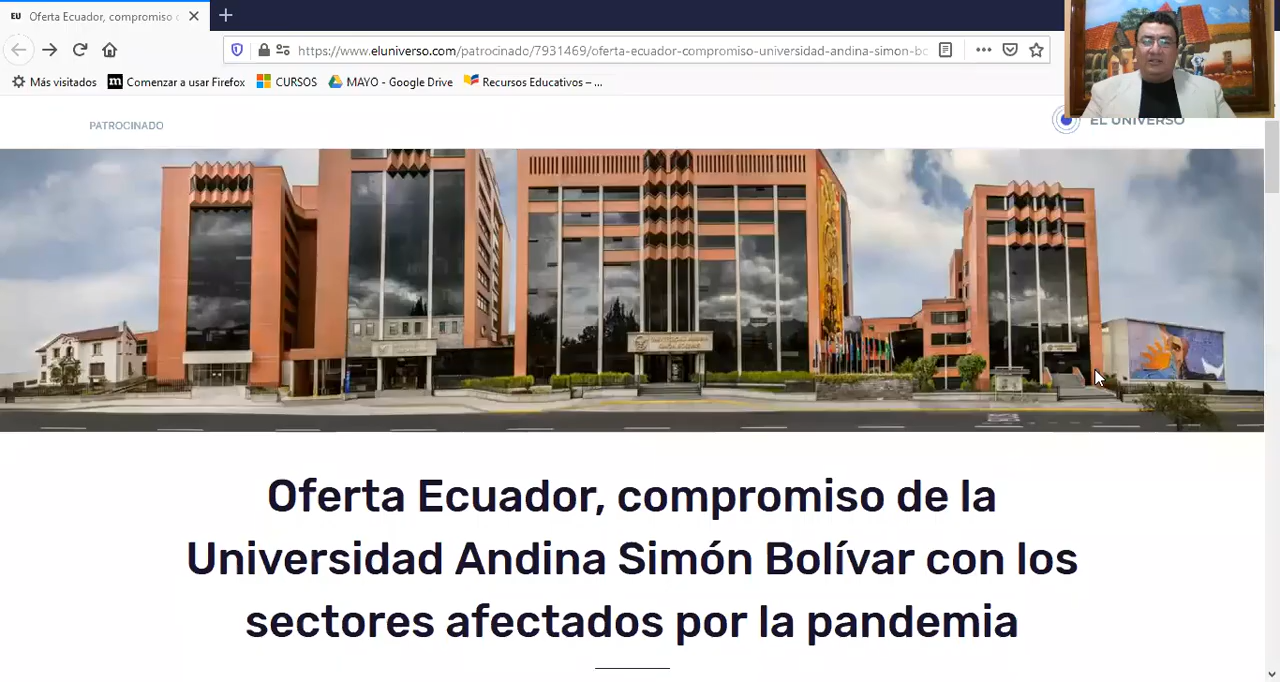 EU Oferta Ecuador, compromiso
https://www.eluniverso.com/patrocinado/7931469/oferta-ecuador-compromiso-universidad-andina-simon-bo
Más visitados m Comenzar a usar Firefox CURSOS MAYO - Google Drive Recursos Educativos – ...
PATROCINADO
EL UNIVERSO
Oferta Ecuador, compromiso de la
Universidad Andina Simón Bolívar con los
sectores afectados por la pandemia